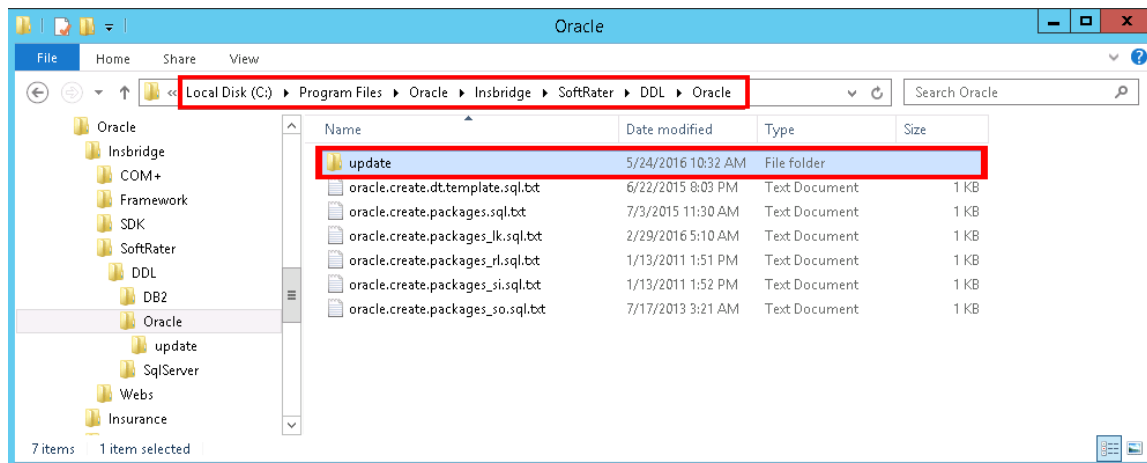 Oracle
File Home Share View
Local Disk (C:) Program Files Oracle Insbridge SoftRater DDL Oracle Search Oracle
Oracle
Insbridge
COM+
Framework
SDK
SoftRater
DDL
DB2
Oracle
update
SqlServer
Webs
Insurance
Name Date modified Type Size
update 5/24/2016 10:32 AM File folder
oracle.create.dt.template.sql.txt 6/22/2015 8:03 PM Text Document 1 KB
oracle.create.packages.sql.txt 7/3/2015 11:30 AM Text Document 1 KB
oracle.create.packages_lk.sql.txt 2/29/2016 5:10 AM Text Document 1 KB
oracle.create.packages_rl.sql.txt 1/13/2011 1:51 PM Text Document 1 KB
oracle.create.packages_si.sql.txt 1/13/2011 1:52 PM Text Document 1 KB
oracle.create.packages_so.sql.txt 7/17/2013 3:21 AM Text Document 1 KB
7 items 1 item selected